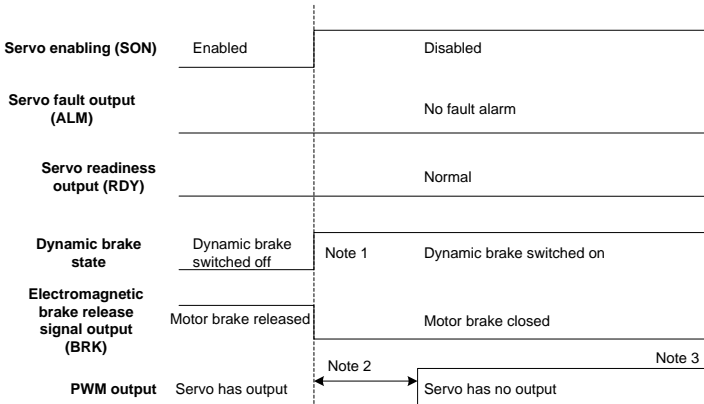 Servo enabling (SON) Enabled Disabled
Servo fault output
(ALM) No fault alarm
Servo readiness
output (RDY) Normal
Dynamic brake
state Dynamic brake
switched off Note 1 Dynamic brake switched on
Electromagnetic
brake release
signal output
(BRK) Motor brake released Motor brake closed
Note 2 Note 3
PWM output Servo has output Servo has no output